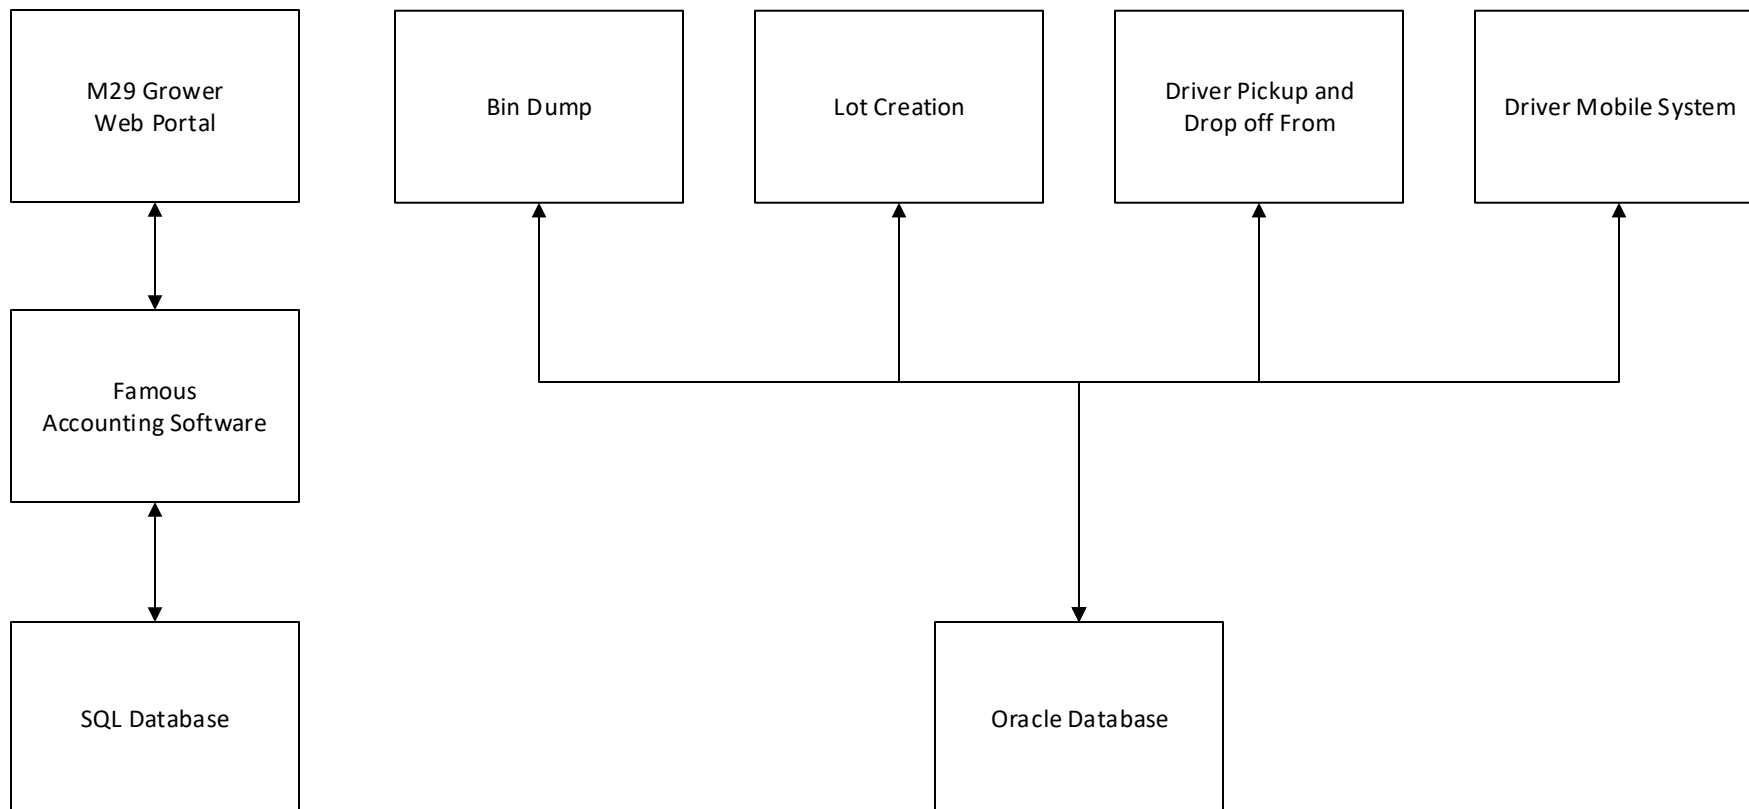 M29 Grower
Web Portal
Bin Dump
Lot Creation
Driver Pickup and
Drop off From
Driver Mobile System
Famous
Accounting Software
SQL Database
Oracle Database